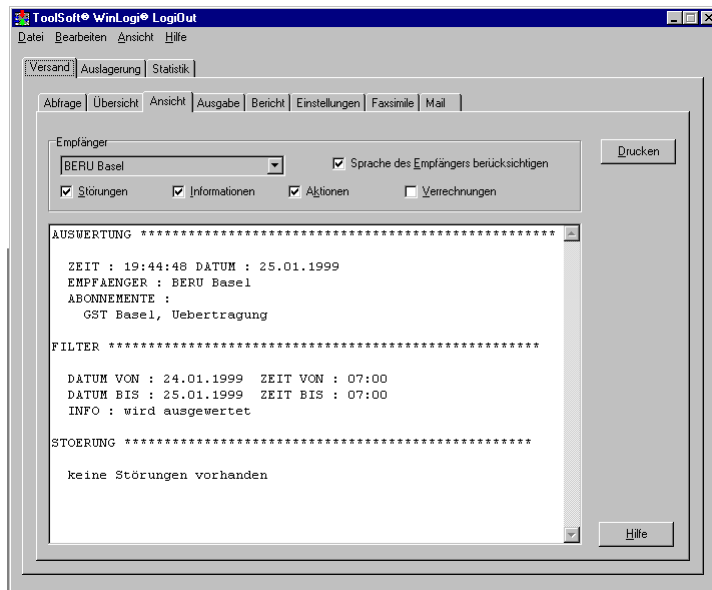 ToolSoft® WinLogi® LogiOut
Datei Bearbeiten Ansicht Hilfe
Versand Auslagerung Statistik
Abfrage Übersicht Ansicht Ausgabe Bericht Einstellungen Faxsimile Mail
Empfänger
BERU Basel
Sprache des Empfängers berücksichtigen
Störungen Informationen Aktionen Verrechnungen
Drucken
AUSWERTUNG ****************************************************
ZEIT : 19:44:48 DATUM : 25.01.1999
EMPFAENGER : BERU Basel
ABONNEMENTE :
GST Basel, Uebertragung
FILTER ******************************************************
DATUM VON : 24.01.1999 ZEIT VON : 07:00
DATUM BIS : 25.01.1999 ZEIT BIS : 07:00
INFO : wird ausgewertet
STOERUNG ***************************************************
keine Störungen vorhanden
Hilfe